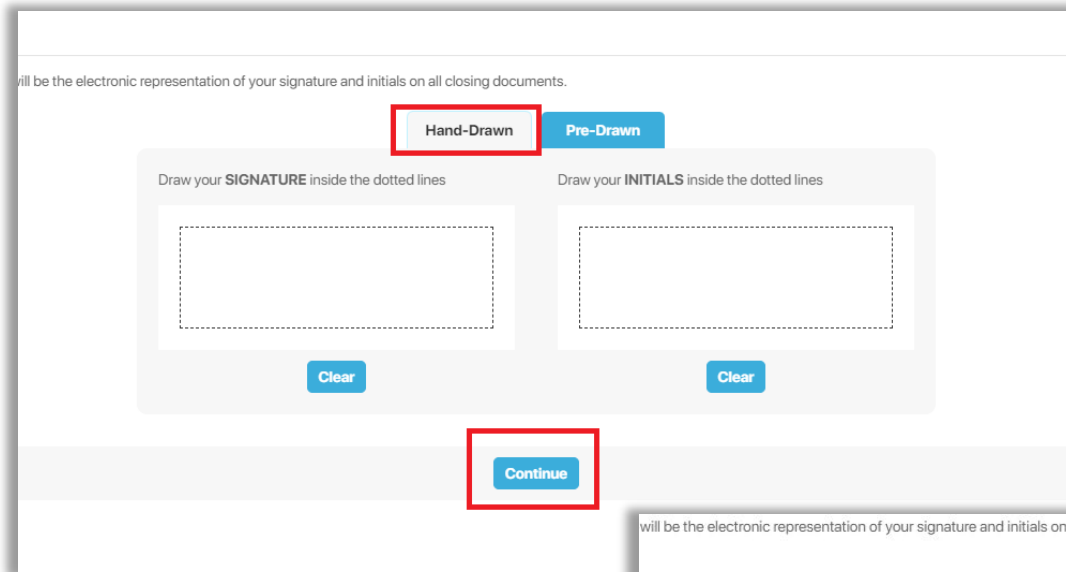 will be the electronic representation of your signature and initials on all closing documents.
Hand-Drawn Pre-Drawn
Draw your SIGNATURE inside the dotted lines
Draw your INITIALS inside the dotted lines
Clear
Clear
Continue
will be the electronic representation of your signature and initials on